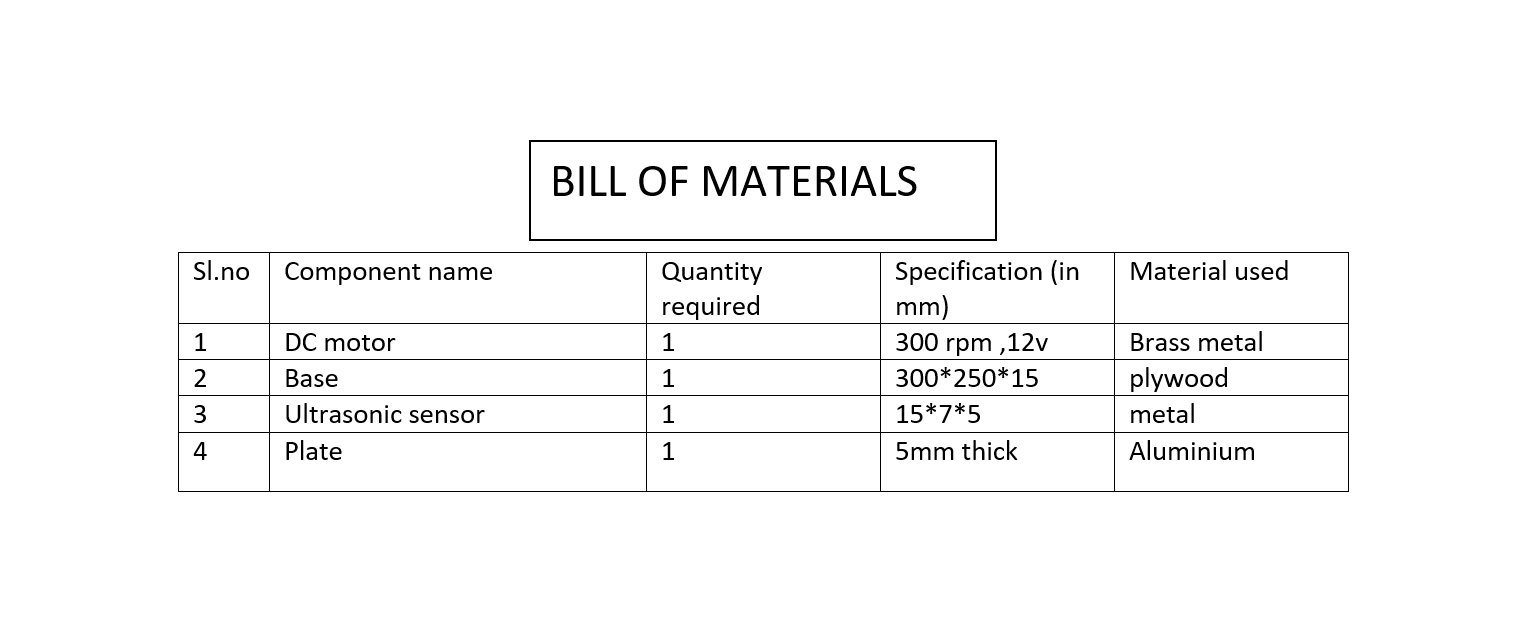 BILL OF MATERIALS
Sl.no Component name Quantity required Specification (in mm) Material used
1 DC motor 1 300 rpm ,12v Brass metal
2 Base 1 300*250*15 plywood
3 Ultrasonic sensor 1 15*7*5 metal
4 Plate 1 5mm thick Aluminium